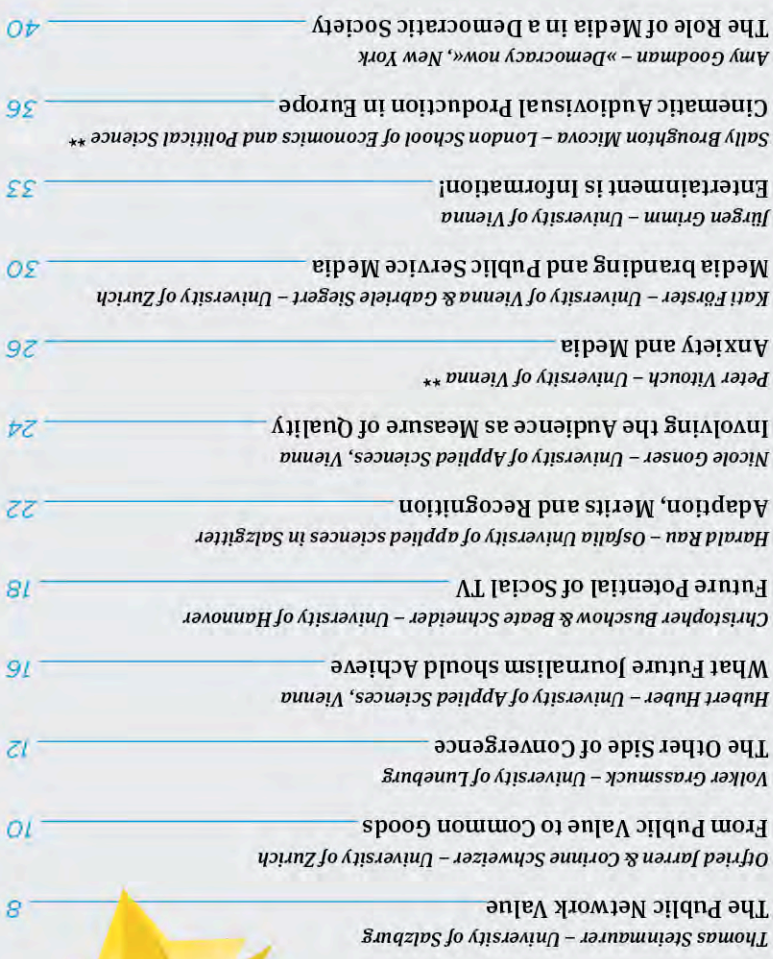 Thomas Steinmaurer – University of Salzburg
The Public Network Value 8
Otfried Jarren & Corinne Schweizer – University of Zurich
From Public Value to Common Goods 10
Volker Grassmuck – University of Luneburg
The Other Side of Convergence 12
Hubert Huber – University of Applied Sciences, Vienna
What Future Journalism should Achieve 16
Christopher Buschow & Beate Schneider – University of Hannover
Future Potential of Social TV 18
Harald Rau – Osfalia University of applied sciences in Salzgitter
Adaption, Merits and Recognition 22
Nicole Gonser – University of Applied Sciences, Vienna
Involving the Audience as Measure of Quality 24
Peter Vitouch – University of Vienna **
Anxiety and Media 26
Kati Förster – University of Vienna & Gabriele Siegert – University of Zurich
Media branding and Public Service Media 30
Jürgen Grimm – University of Vienna
Entertainment is Information! 33
Sally Broughton Micova – London School of Economics and Political Science **
Cinematic Audiovisual Production in Europe 36
Amy Goodman – »Democracy now«, New York
The Role of Media in a Democratic Society 40